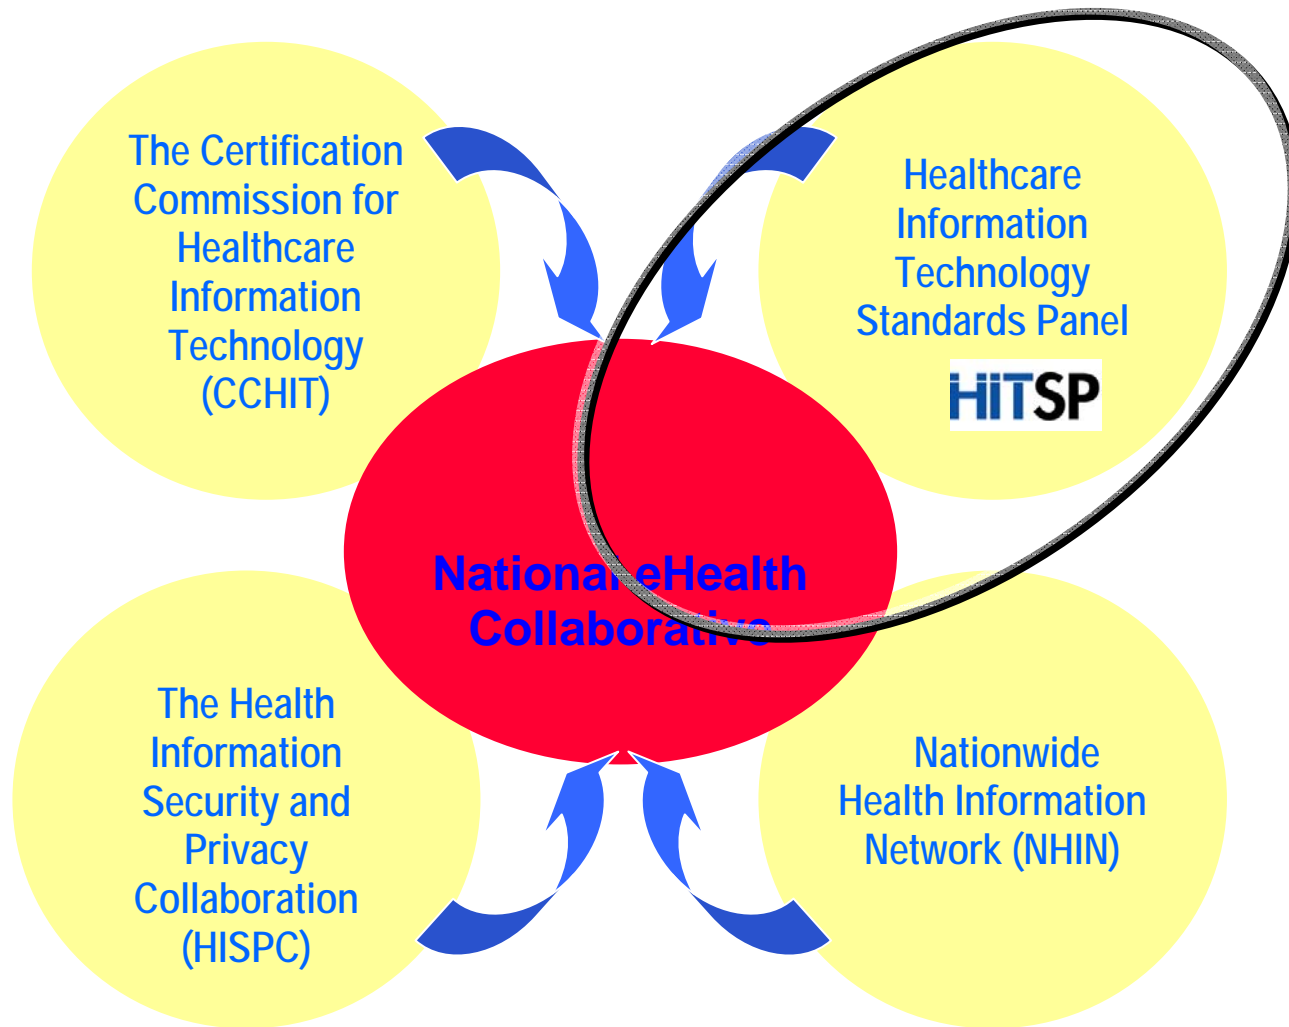 The Certification
Commission for
Healthcare
Information
Technology
(CCHIT)
Healthcare
Information
Technology
Standards Panel
HITSP
National eHealth
Collaborative
The Health
Information
Security and
Privacy
Collaboration
(HISPC)
Nationwide
Health Information
Network (NHIN)